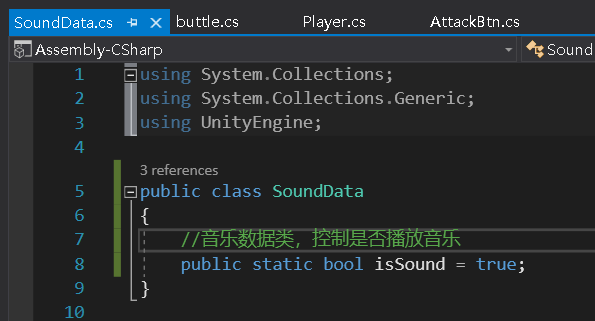 SoundData.cs
buttle.cs
Player.cs
AttackBtn.cs
Assembly-CSharp
Sound
1 using System.Collections;
2 using System.Collections.Generic;
3 using UnityEngine;
4
3 references
5 public class SoundData
6 {
7 //音乐数据类，控制是否播放音乐
8 public static bool isSound = true;
9 }
10